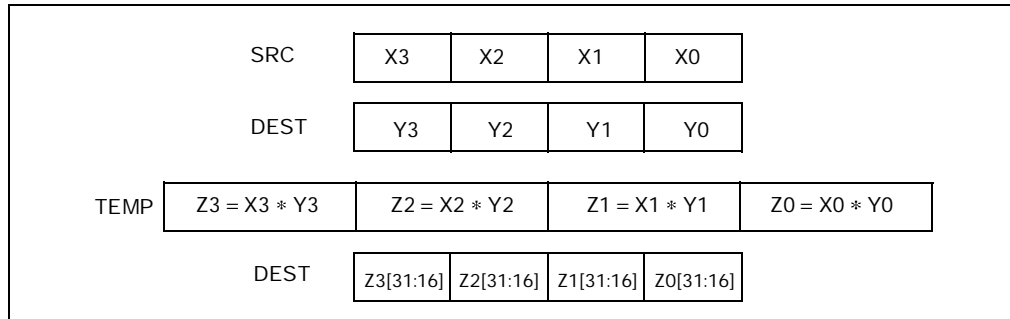 SRC X3 X2 X1 X0
DEST Y3 Y2 Y1 Y0
TEMP Z3 = X3 * Y3 Z2 = X2 * Y2 Z1 = X1 * Y1 Z0 = X0 * Y0
DEST Z3[31:16] Z2[31:16] Z1[31:16] Z0[31:16]